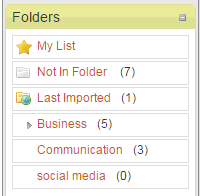 Folders
My List
Not In Folder (7)
Last Imported (1)
Business (5)
Communication (3)
social media (0)